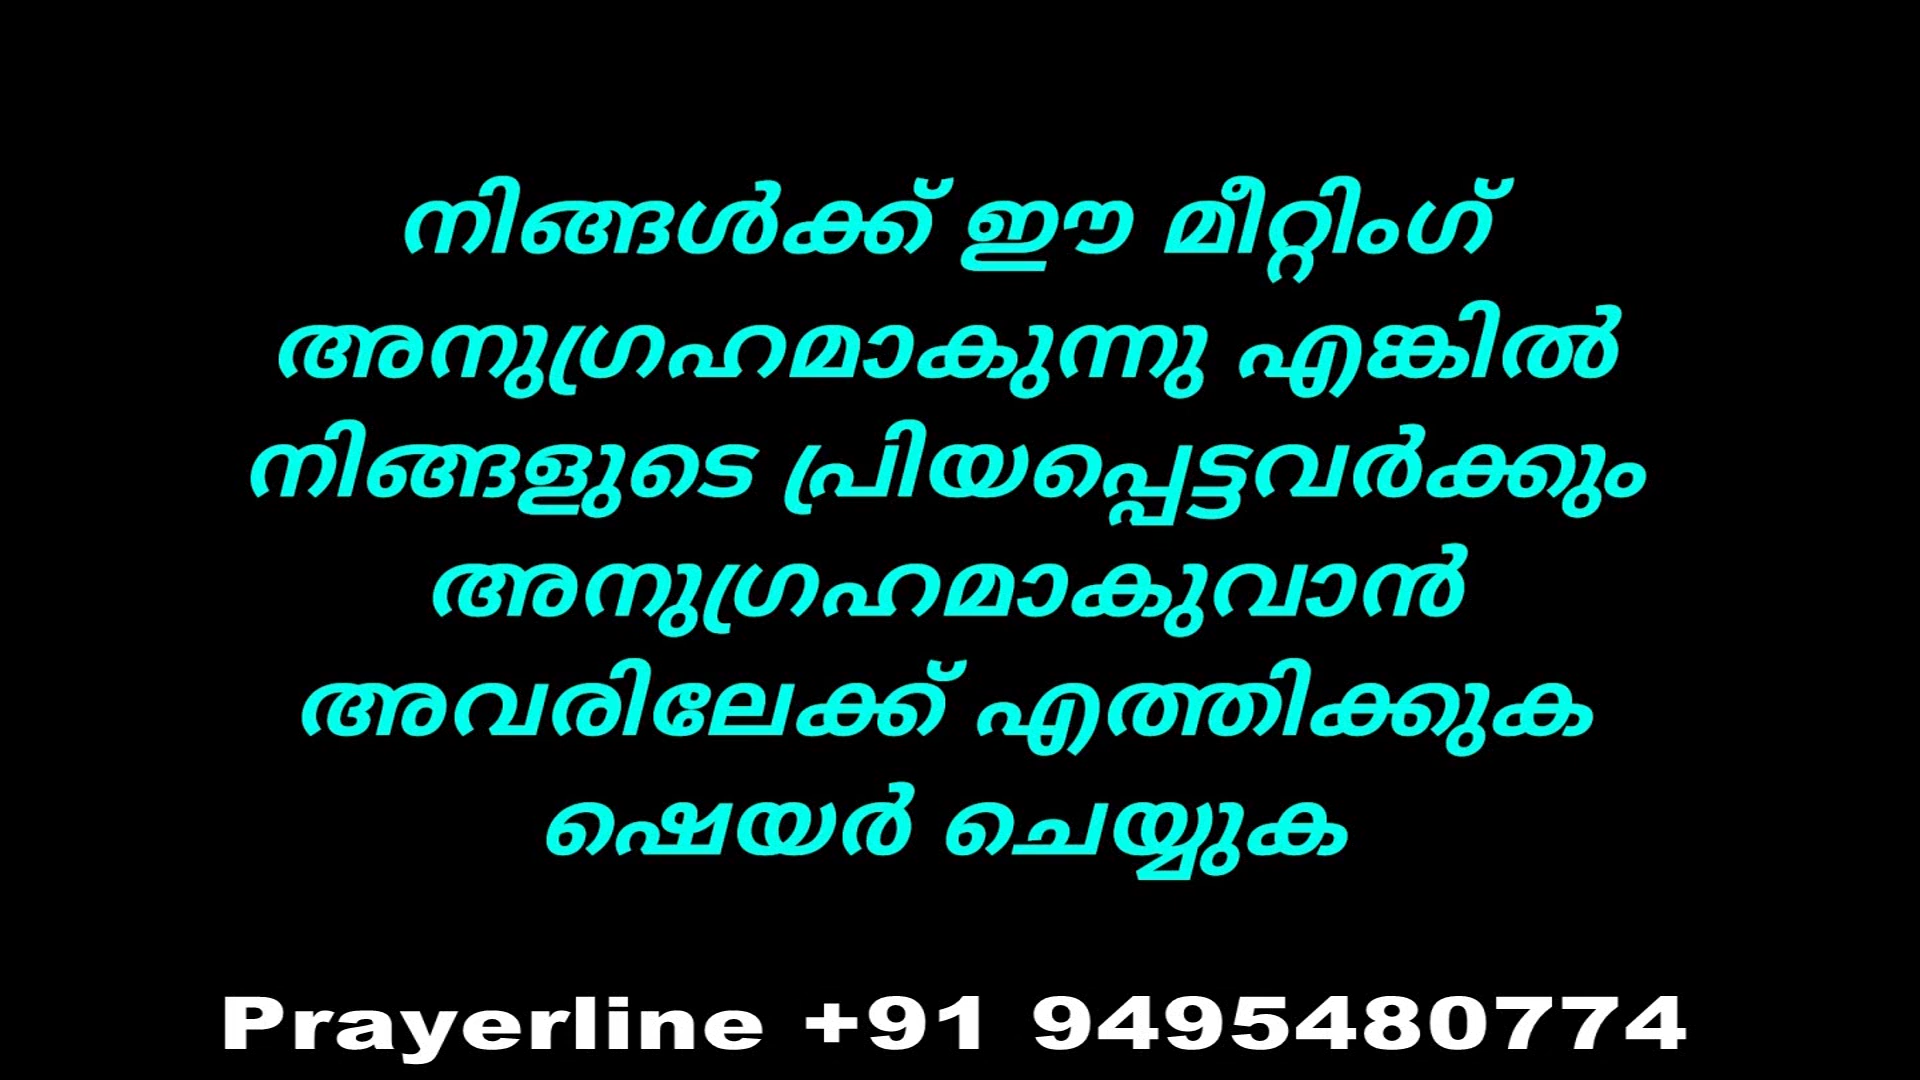 നിങ്ങൾക്ക് ഈ മീറ്റിംഗ്
അനുഗ്രഹമാകുന്നു എങ്കിൽ
നിങ്ങളുടെ പ്രിയപ്പെട്ടവർക്കും
അനുഗ്രഹമാകുവാൻ
അവരിലേക്ക് എത്തിക്കുക
ഷെയർ ചെയ്യുക
Prayerline +91 9495480774